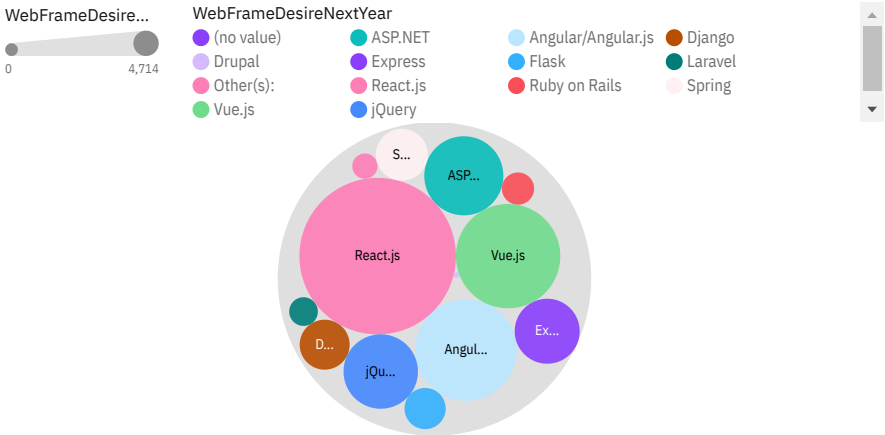 WebFrameDesire...
0 4,714
WebFrameDesireNextYear
(no value) ASP.NET Angular/Angular.js Django
Drupal Express Flask Laravel
Other(s): React.js Ruby on Rails Spring
Vue.js jQuery
S...
ASP...
React.js
Vue.js
Ex...
D...
Angul...
jQu...